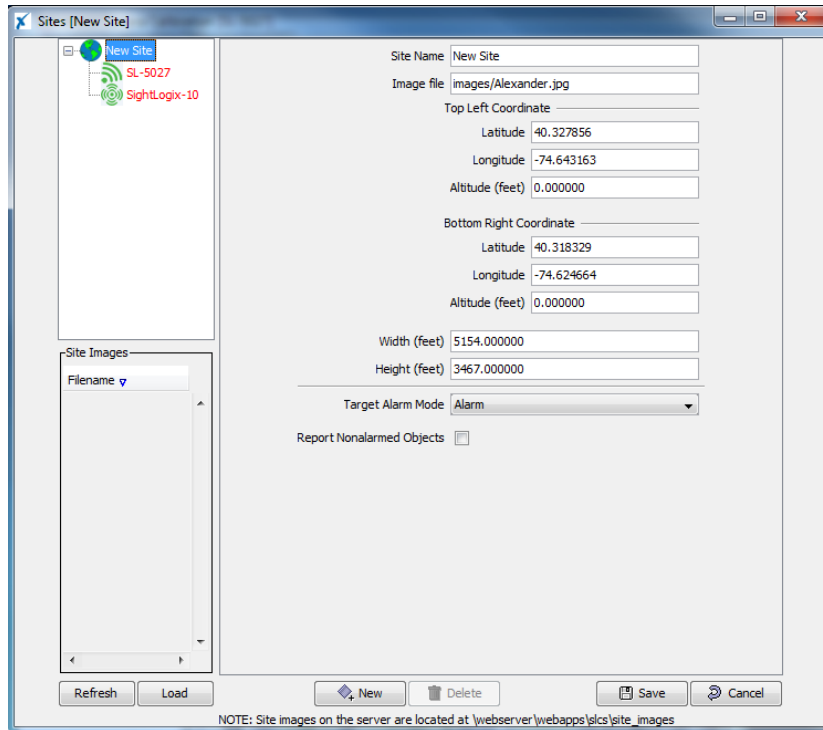 Sites [New Site]
New Site
SL-5027
SightLogix-10
Site Name New Site
Image file images/Alexander.jpg
Top Left Coordinate
Latitude 40.327856
Longitude -74.643163
Altitude (feet) 0.000000
Bottom Right Coordinate
Latitude 40.318329
Longitude -74.624664
Altitude (feet) 0.000000
Width (feet) 5154.000000
Height (feet) 3467.000000
Target Alarm Mode Alarm
Report Nonalarmed Objects
Site Images
Filename
Refresh Load New Delete Save Cancel
NOTE: Site images on the server are located at \webserver\webapps\slcs\site_images